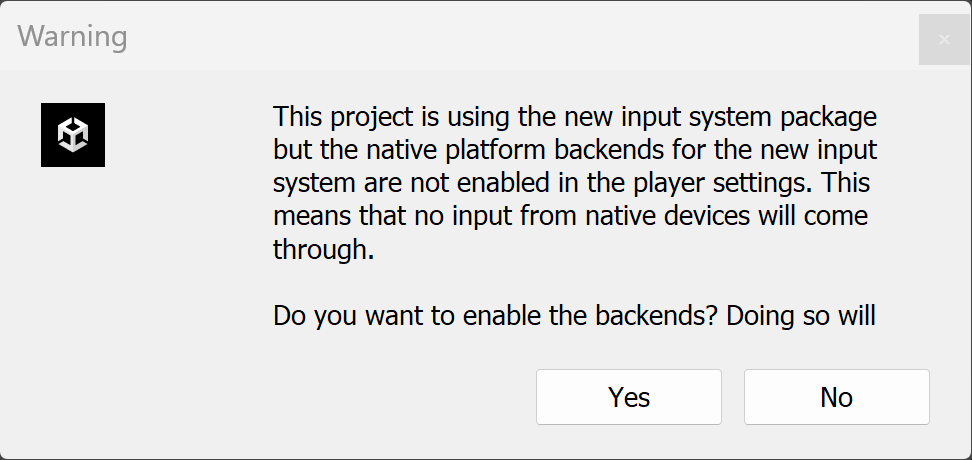 Warning
This project is using the new input system package
but the native platform backends for the new input
system are not enabled in the player settings. This
means that no input from native devices will come
through.
Do you want to enable the backends? Doing so will
Yes No